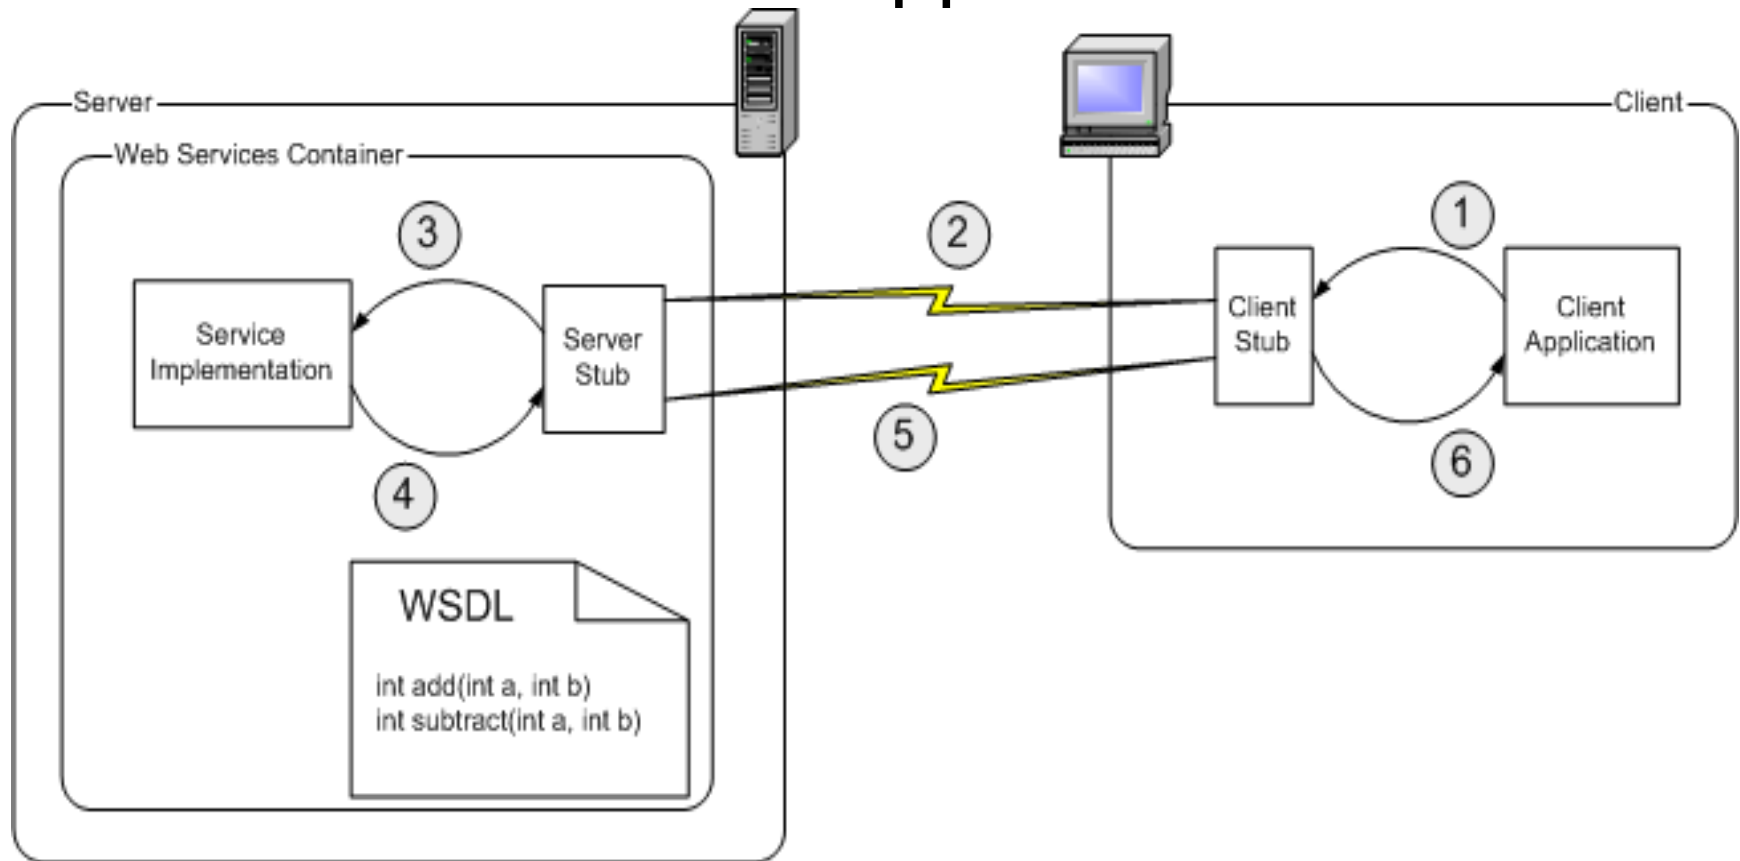 Server
Client
Web Services Container
3
2
1
Service
Implementation
Server
Stub
Client
Stub
Client
Application
4
5
6
WSDL
int add(int a, int b)
int subtract(int a, int b)